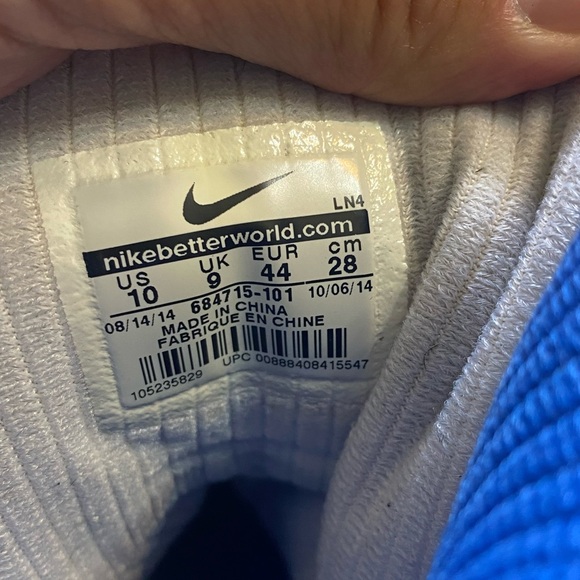 LN4
nikebetterworld.com
US UK EUR cm
10 9 44 28
08/14/14 684715-101 10/06/14
MADE IN CHINA
FABRIQUE EN CHINE
105235829 UPC 00888408415547